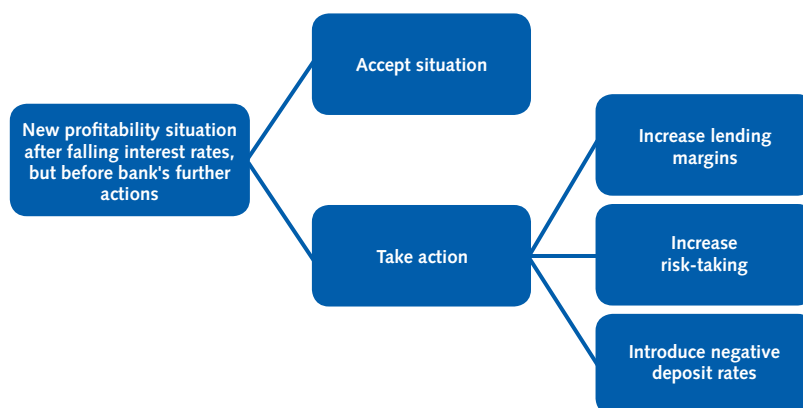 New profitability situation
after falling interest rates,
but before bank's further
actions
Accept situation
Take action
Increase lending
margins
Increase
risk-taking
Introduce negative
deposit rates